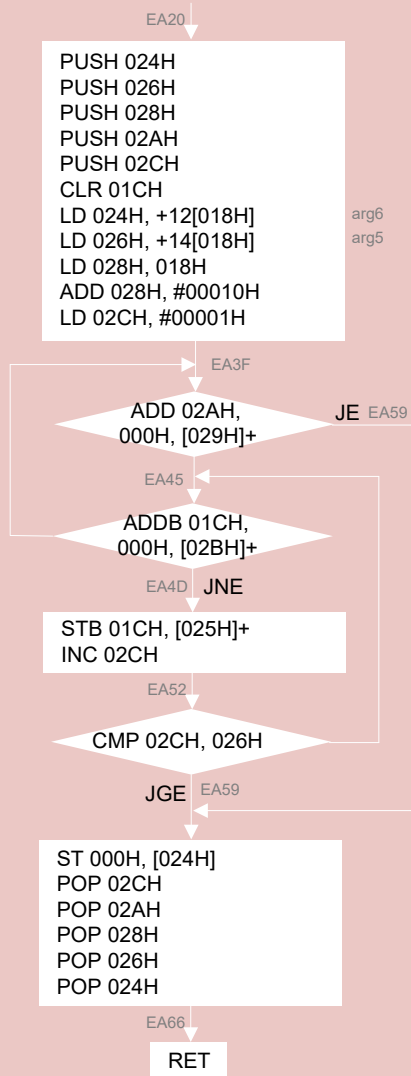 EA20
PUSH 024H
PUSH 026H
PUSH 028H
PUSH 02AH
PUSH 02CH
CLR 01CH
LD 024H, +12[018H] arg6
LD 026H, +14[018H] arg5
LD 028H, 018H
ADD 028H, #00010H
LD 02CH, #00001H
EA3F
ADD 02AH,
000H, [029H]+
JE EA59
EA45
ADDB 01CH,
000H, [02BH]+
EA4D JNE
STB 01CH, [025H]+
INC 02CH
EA52
CMP 02CH, 026H
JGE EA59
ST 000H, [024H]
POP 02CH
POP 02AH
POP 028H
POP 026H
POP 024H
EA66
RET